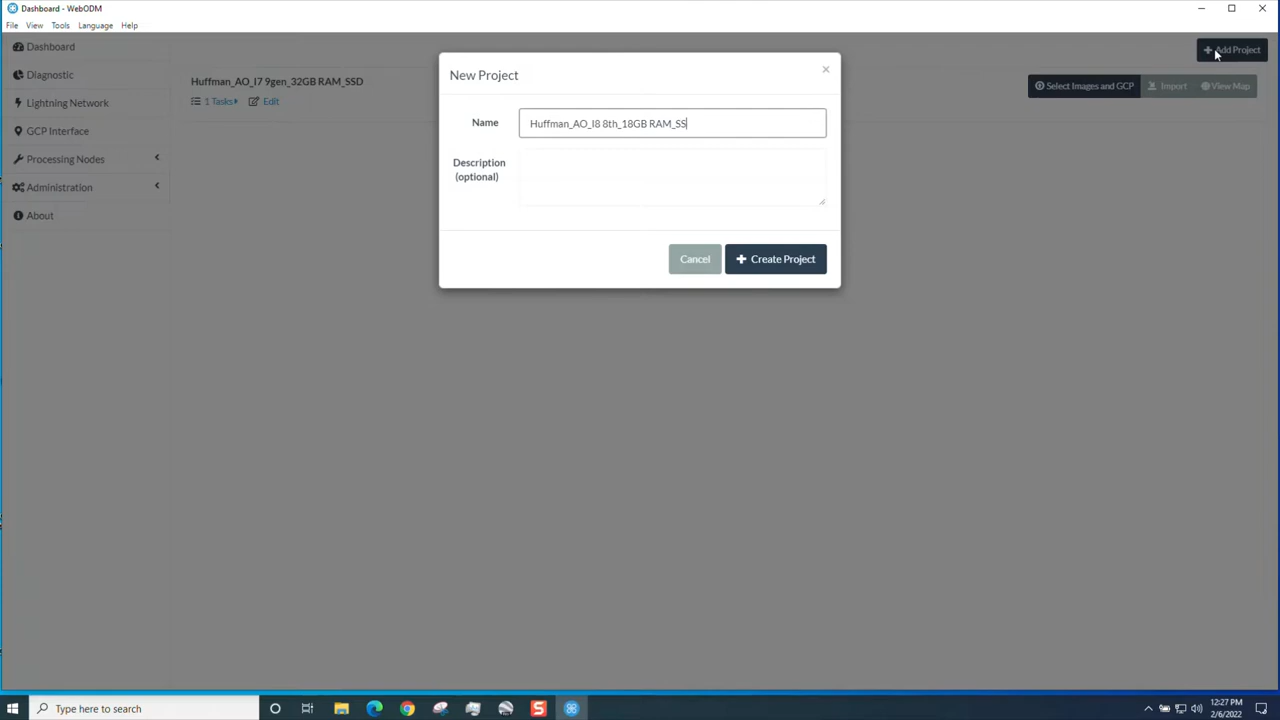 Dashboard - WebODM
File View Tools Language Help
Dashboard
Diagnostic
Lightning Network
GCP Interface
Processing Nodes
Administration
About
Add Project
Huffman_AO_I7 9gen_32GB RAM_SSD
1 Tasks Edit
Select Images and GCP Import View Map
New Project
×
Name
Huffman_AO_I8 8th_18GB RAM_SS
Description
(optional)
Cancel
Create Project
Type here to search
12:27 PM
2/6/2022